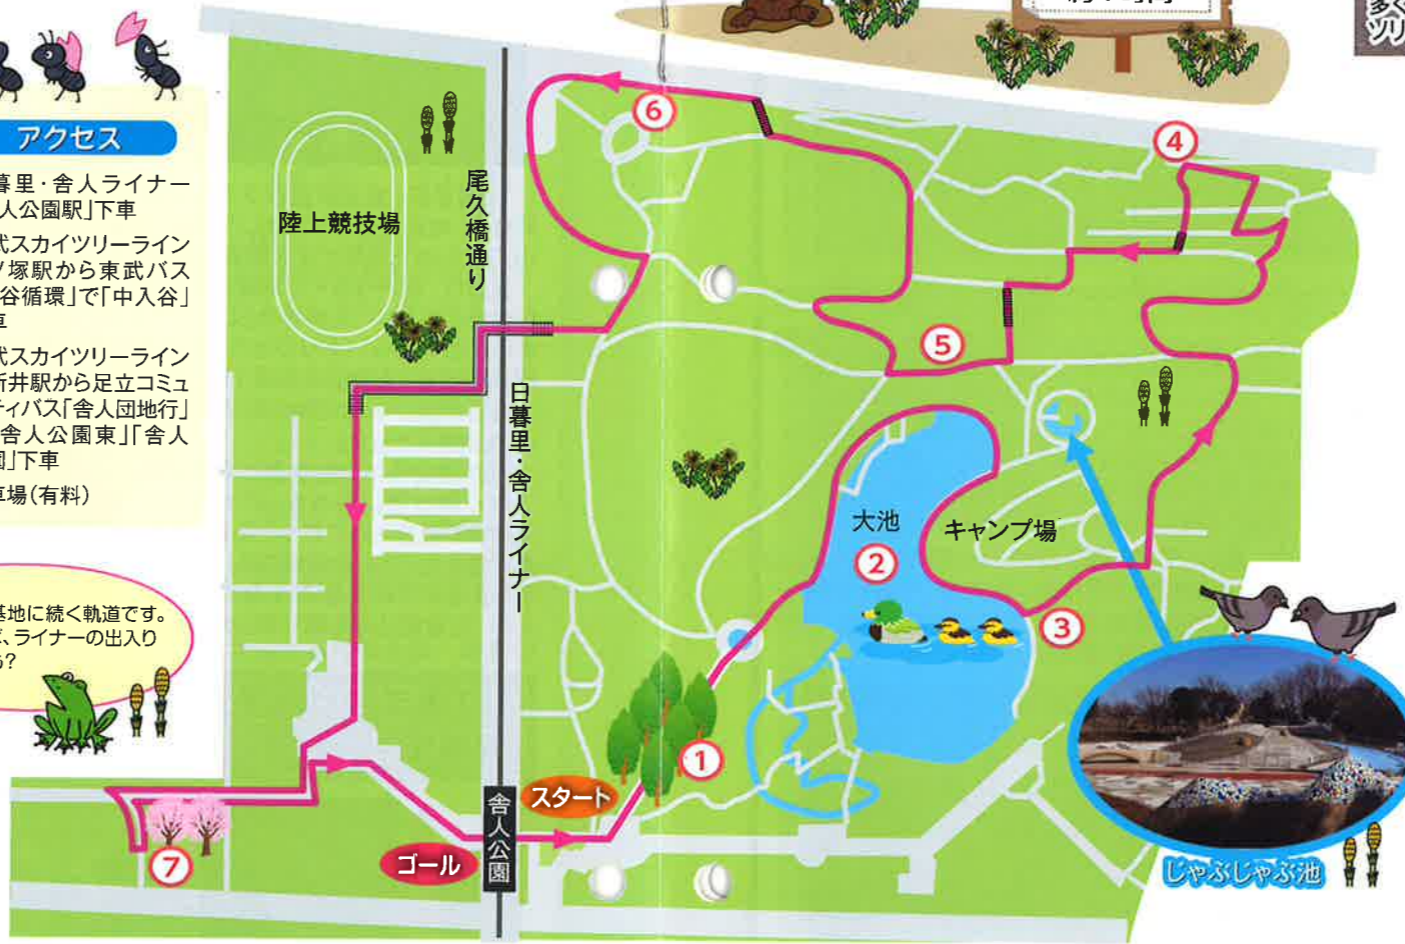 アクセス
暮里・舎人ライナー
人公園駅」下車
スカイツリーライン
塚駅から東武バス
谷循環」で「中入谷」
スカイツリーライン
新井駅から足立コミュ
ティバス「舎人団地行」
舎人公園東」「舎人
園」下車
車場(有料)
基地に続く軌道です。
、ライナーの出入り
?
陸上競技場
尾久橋通り
日暮里・舎人ライナー
舎人公園
スタート
ゴール
大池
キャンプ場
じゃぶじゃぶ池
①
②
③
④
⑤
⑥
⑦